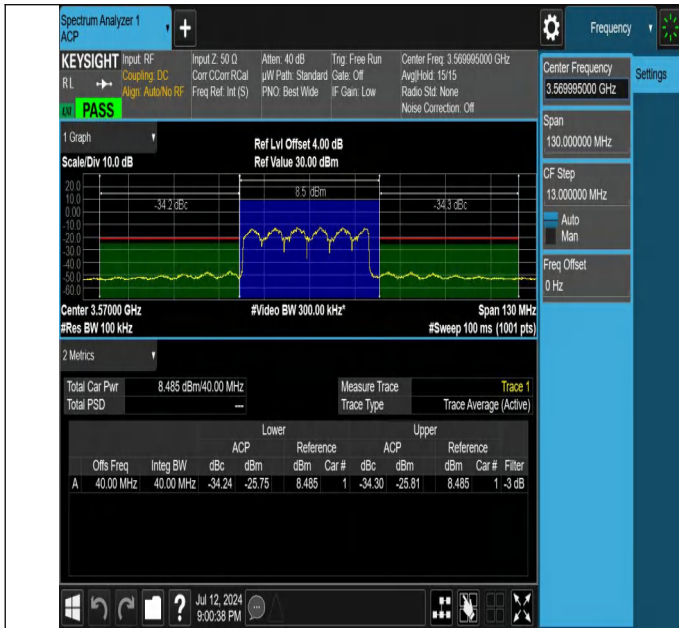 Spectrum Analyzer 1
ACP
+
Frequency
KEYSIGHT
RL
PASS
Input: RF
Coupling: DC
Align: Auto/No RF
Input Z: 50 Ω
Corr CCorr RCal
Freq Ref: Int (S)
Atten: 40 dB
µW Path: Standard
PNO: Best Wide
Trig: Free Run
Gate: Off
IF Gain: Low
Center Freq: 3.569995000 GHz
Avg|Hold: 15/15
Radio Std: None
Noise Correction: Off
Center Frequency
3.569995000 GHz
Settings
Span
130.000000 MHz
CF Step
13.000000 MHz
Auto
Man
Freq Offset
0 Hz
1 Graph
Scale/Div 10.0 dB
Ref Lvl Offset 4.00 dB
Ref Value 30.00 dBm
20.0
10.0
0.00
-10.0
-20.0
-30.0
-40.0
-50.0
-60.0
-34.2 dBc
8.5 dBm
-34.3 dBc
Center 3.57000 GHz
#Video BW 300.00 kHz*
Span 130 MHz
#Res BW 100 kHz
#Sweep 100 ms (1001 pts)
2 Metrics
Total Car Pwr 8.485 dBm/40.00 MHz
Total PSD ---
Measure Trace Trace 1
Trace Type Trace Average (Active)
Lower Upper
ACP Reference ACP Reference
Offs Freq Integ BW dBc dBm dBm Car # dBc dBm dBm Car # Filter
A 40.00 MHz 40.00 MHz -34.24 -25.75 8.485 1 -34.30 -25.81 8.485 1 -3 dB
?
Jul 12, 2024
9:00:38 PM